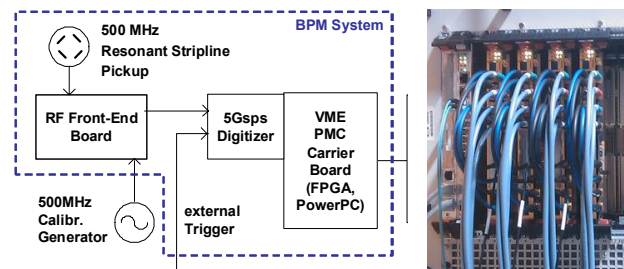 BPM System
500 MHz
Resonant Stripline
Pickup
RF Front-End
Board
5Gsps
Digitizer
VME
PMC
Carrier
Board
(FPGA,
PowerPC)
500MHz
Calibr.
Generator
external
Trigger